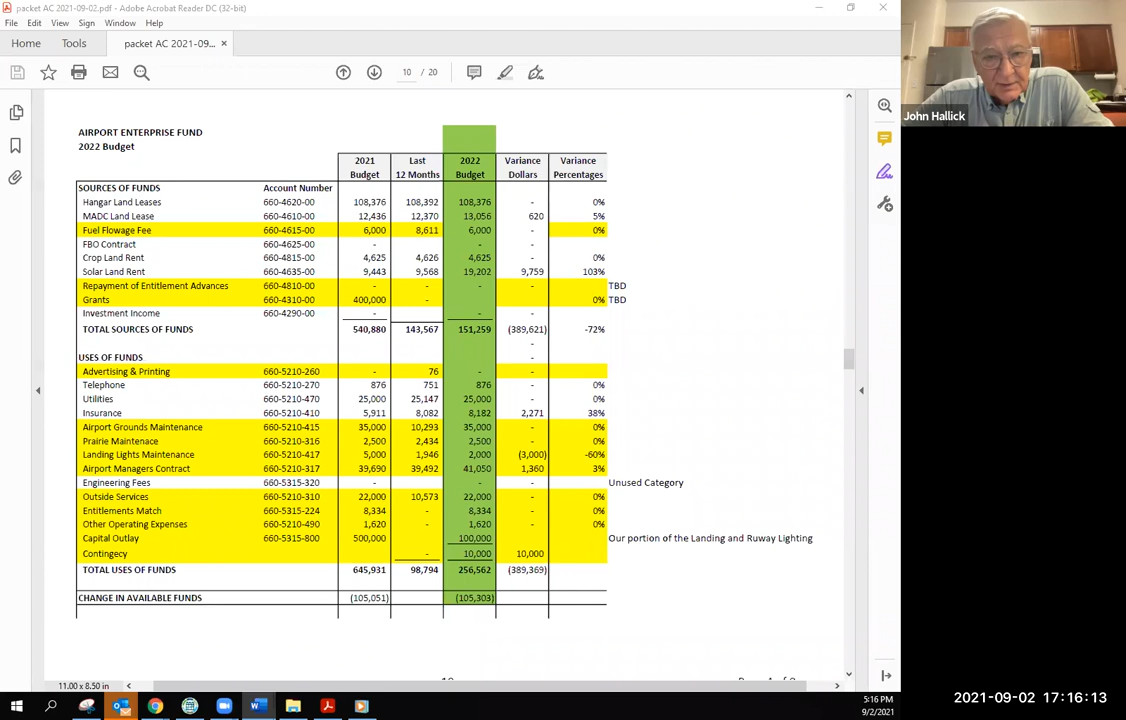 packet AC 2021-09-02.pdf - Adobe Acrobat Reader DC (32-bit)
File Edit View Sign Window Help
Home Tools packet AC 2021-09... ×
10 / 20
John Hallick
AIRPORT ENTERPRISE FUND
2022 Budget
2021 Last 2022 Variance Variance
Budget 12 Months Budget Dollars Percentages
SOURCES OF FUNDS Account Number
Hangar Land Leases 660-4620-00 108,376 108,392 108,376 - 0%
MADC Land Lease 660-4610-00 12,436 12,370 13,056 620 5%
Fuel Flowage Fee 660-4615-00 6,000 8,611 6,000 - 0%
FBO Contract 660-4625-00 - - -
Crop Land Rent 660-4815-00 4,625 4,626 4,625 - 0%
Solar Land Rent 660-4635-00 9,443 9,568 19,202 9,759 103%
Repayment of Entitlement Advances 660-4810-00 - - - - TBD
Grants 660-4310-00 400,000 - 0% TBD
Investment Income 660-4290-00 - - -
TOTAL SOURCES OF FUNDS 540,880 143,567 151,259 (389,621) -72%
-
USES OF FUNDS -
Advertising & Printing 660-5210-260 - 76 - -
Telephone 660-5210-270 876 751 876 - 0%
Utilities 660-5210-470 25,000 25,147 25,000 - 0%
Insurance 660-5210-410 5,911 8,082 8,182 2,271 38%
Airport Grounds Maintenance 660-5210-415 35,000 10,293 35,000 - 0%
Prairie Maintenace 660-5210-316 2,500 2,434 2,500 - 0%
Landing Lights Maintenance 660-5210-417 5,000 1,946 2,000 (3,000) -60%
Airport Managers Contract 660-5210-317 39,690 39,492 41,050 1,360 3%
Engineering Fees 660-5315-320 - - - Unused Category
Outside Services 660-5210-310 22,000 10,573 22,000 - 0%
Entitlements Match 660-5315-224 8,334 - 8,334 - 0%
Other Operating Expenses 660-5210-490 1,620 - 1,620 - 0%
Capital Outlay 660-5315-800 500,000 100,000 Our portion of the Landing and Ruway Lighting
Contingecy - 10,000 10,000
TOTAL USES OF FUNDS 645,931 98,794 256,562 (389,369)
CHANGE IN AVAILABLE FUNDS (105,051) (105,303)
11.00 x 8.50 in
5:16 PM
9/2/2021
2021-09-02 17:16:13